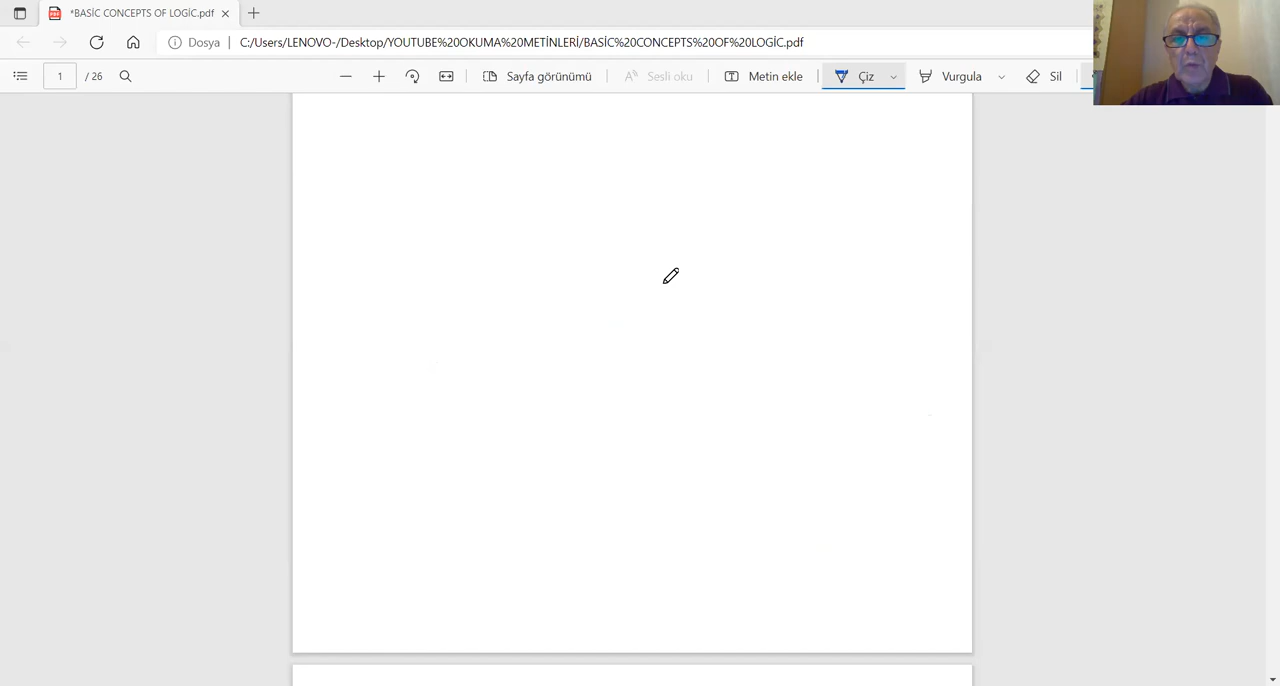 *BASİC CONCEPTS OF LOGİC.pdf
Dosya | C:/Users/LENOVO-/Desktop/YOUTUBE%20OKUMA%20METİNLERİ/BASİC%20CONCEPTS%20OF%20LOGİC.pdf
1 / 26 Sayfa görünümü Sesli oku Metin ekle Çiz Vurgula Sil